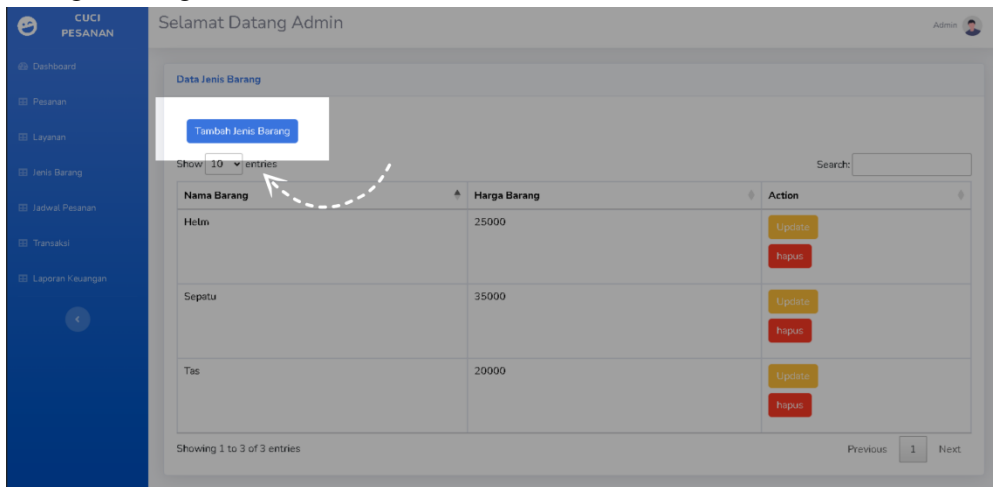 CUCI
PESANAN
Selamat Datang Admin
Admin
Dashboard
Pesanan
Layanan
Jenis Barang
Jadwal Pesanan
Transaksi
Laporan Keuangan
Data Jenis Barang
Tambah Jenis Barang
Show 10 entries
Search:
Nama Barang Harga Barang Action
Helm 25000 Update
hapus
Sepatu 35000 Update
hapus
Tas 20000 Update
hapus
Showing 1 to 3 of 3 entries
Previous 1 Next